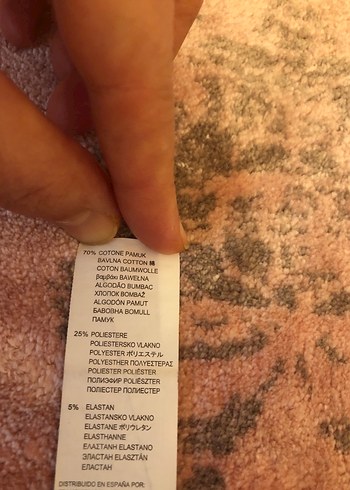 70% COTONE PAMUK
BAVLNA COTTON 綿
COTON BAUMWOLLE
βαμβάκι BAWEŁNA
ALGODÃO BUMBAC
ХЛОПОК BOMBAŽ
ALGODÓN PAMUT
БАВОВНА BOMULL
ПАМУК
25% POLIESTERE
POLIESTERSKO VLAKNO
POLYESTER ポリエステル
POLYESTHER ΠΟΛΥΕΣΤΕΡΑΣ
POLIESTER POLIÉSTER
ПОЛИЭФИР POLIÉSZTER
ПОЛІЕСТЕР ПОЛИЕСТЕР
5% ELASTAN
ELASTANSKO VLAKNO
ELASTANE ポリウレタン
ELASTHANNE
ΕΛΑΣΤΑΝΗ ELASTANO
ЭЛАСТАН ELASZTÁN
ЕЛАСТАН
DISTRIBUIDO EN ESPAÑA POR: